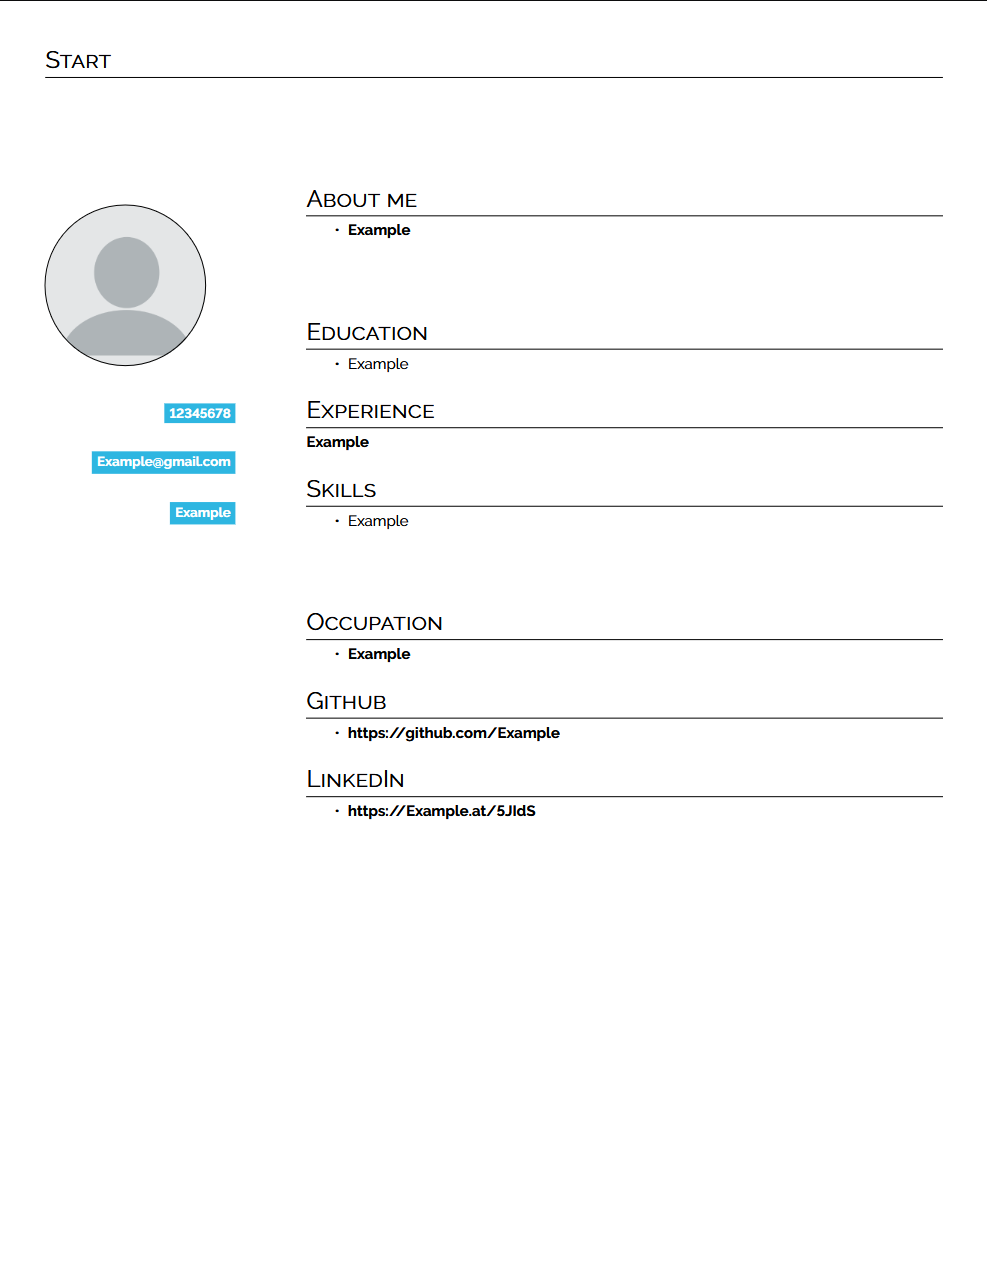 Start
12345678
Example@gmail.com
Example
About me
• Example
Education
• Example
Experience
Example
Skills
• Example
Occupation
• Example
Github
• https://github.com/Example
LinkedIn
• https://Example.at/5JIdS